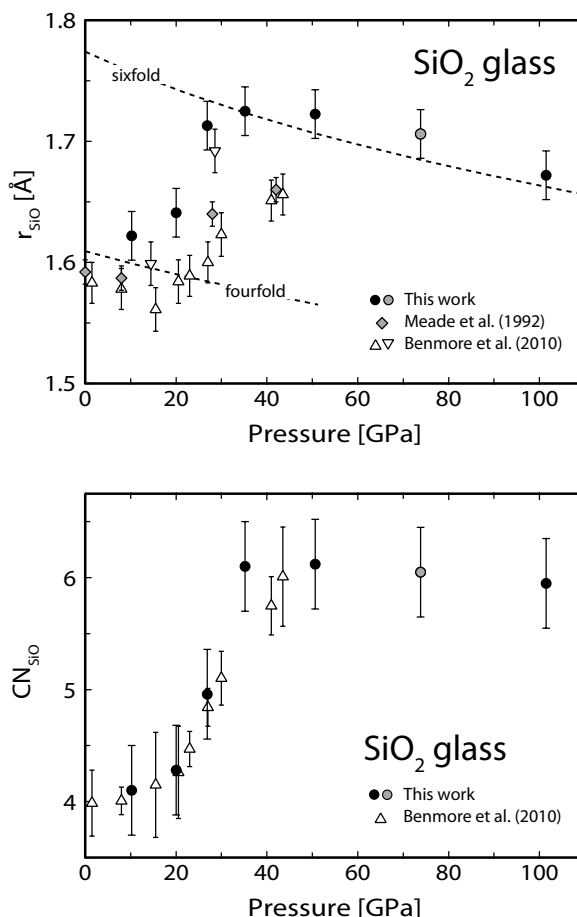 1.8
sixfold
SiO2 glass
1.7
rSiO [Å]
1.6
fourfold
This work
Meade et al. (1992)
Benmore et al. (2010)
1.5
0 20 40 60 80 100
Pressure [GPa]
6
CNSiO
5
SiO2 glass
4
This work
Benmore et al. (2010)
0 20 40 60 80 100
Pressure [GPa]